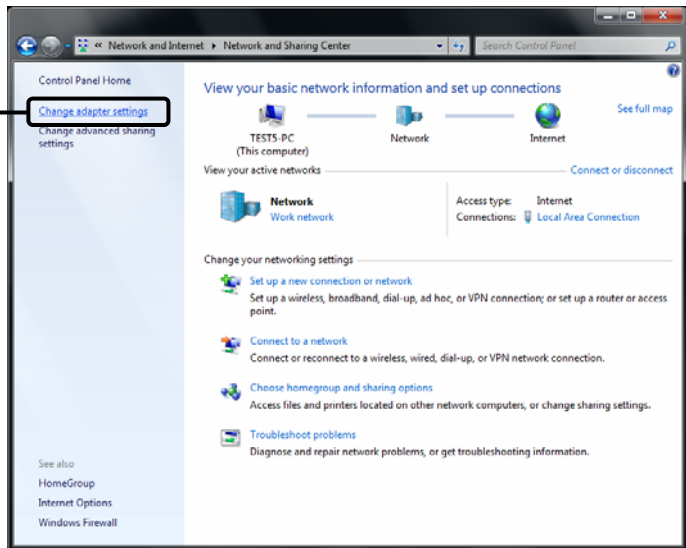 « Network and Internet ▸ Network and Sharing Center
Search Control Panel
Control Panel Home
Change adapter settings
Change advanced sharing
settings
See also
HomeGroup
Internet Options
Windows Firewall
View your basic network information and set up connections
See full map
TEST5-PC
(This computer)
Network
Internet
View your active networks
Connect or disconnect
Network
Work network
Access type: Internet
Connections: Local Area Connection
Change your networking settings
Set up a new connection or network
Set up a wireless, broadband, dial-up, ad hoc, or VPN connection; or set up a router or access
point.
Connect to a network
Connect or reconnect to a wireless, wired, dial-up, or VPN network connection.
Choose homegroup and sharing options
Access files and printers located on other network computers, or change sharing settings.
Troubleshoot problems
Diagnose and repair network problems, or get troubleshooting information.